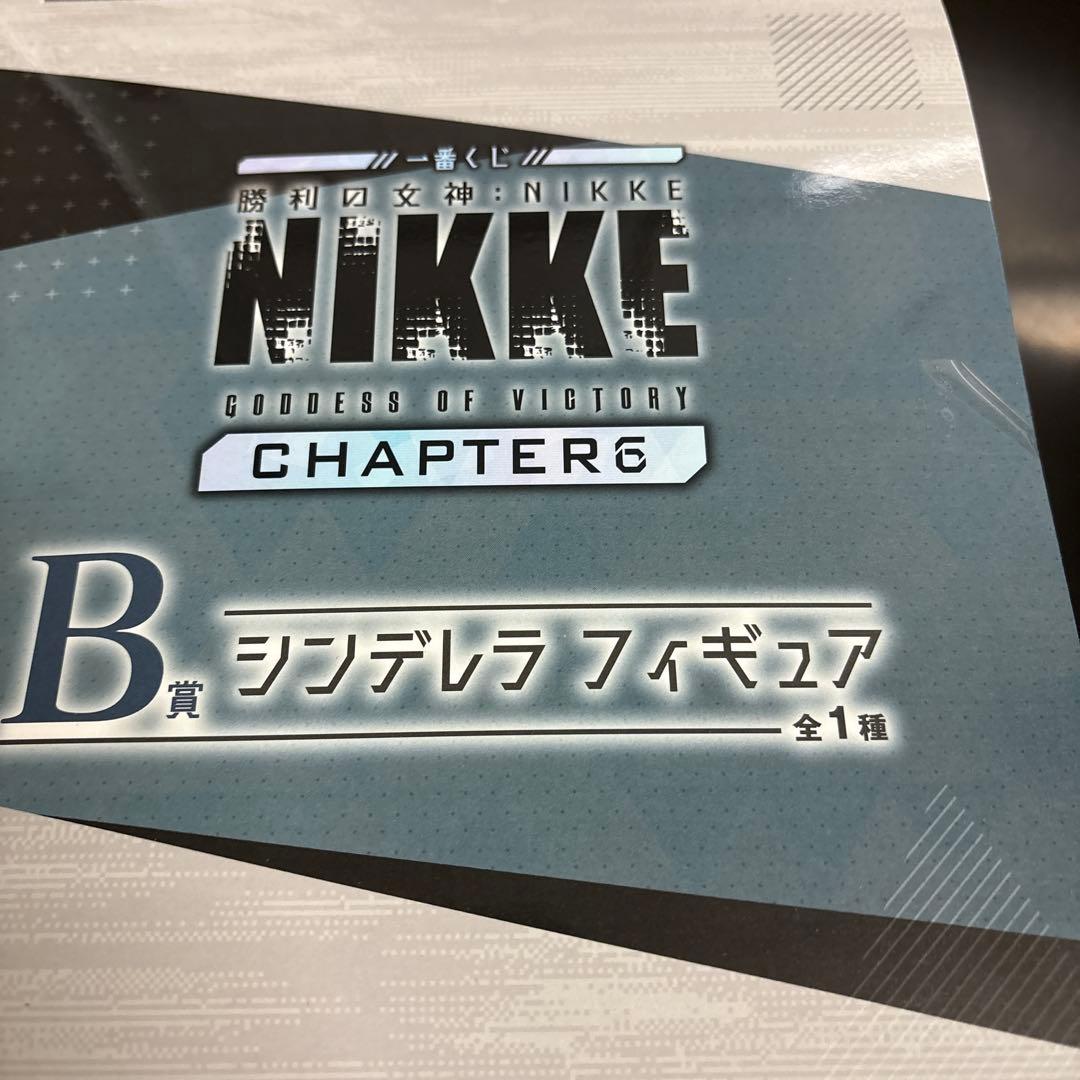 一番くじ
勝利の女神:NIKKE
NIKKE
GODDESS OF VICTORY
CHAPTER6
B賞 シンデレラ フィギュア
全1種